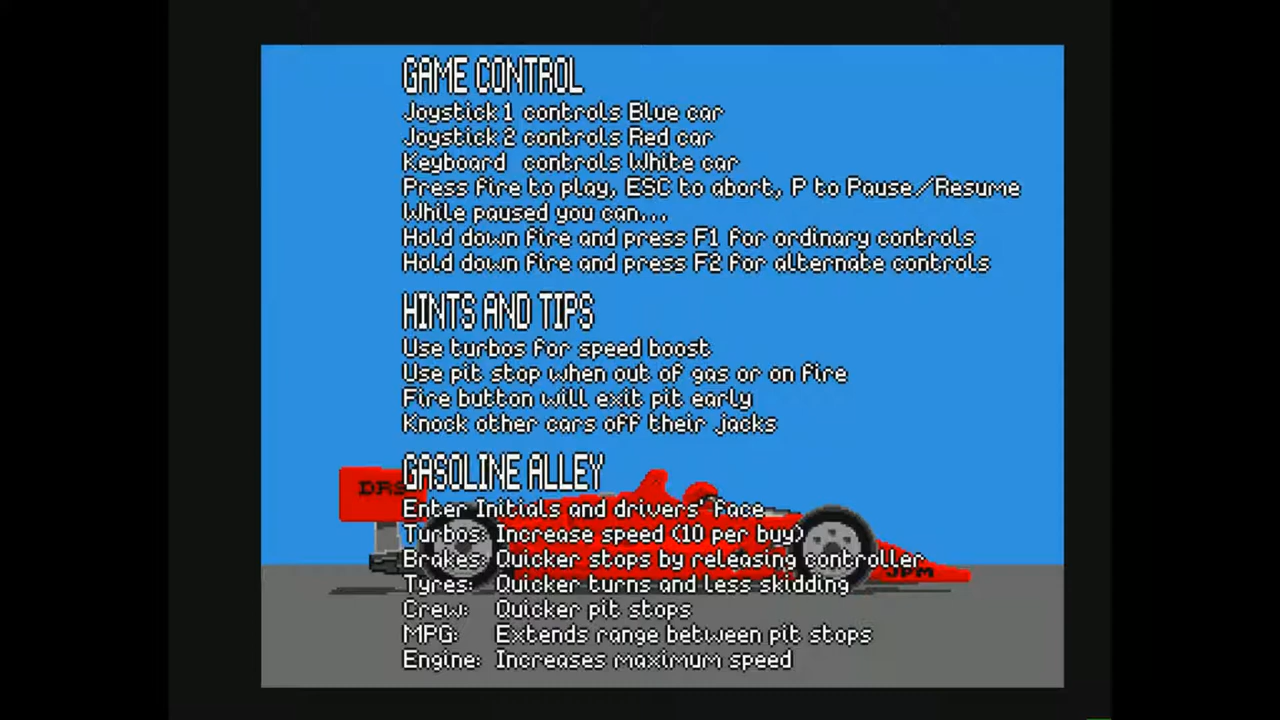 GAME CONTROL
Joystick 1 controls Blue car
Joystick 2 controls Red car
Keyboard controls White car
Press fire to play, ESC to abort, P to Pause/Resume
While paused you can...
Hold down fire and press F1 for ordinary controls
Hold down fire and press F2 for alternate controls
HINTS AND TIPS
Use turbos for speed boost
Use pit stop when out of gas or on fire
Fire button will exit pit early
Knock other cars off their jacks
GASOLINE ALLEY
DRS
Enter Initials and drivers' face
Turbos: Increase speed (10 per buy)
Brakes: Quicker stops by releasing controller
JPM
Tyres: Quicker turns and less skidding
Crew: Quicker pit stops
MPG: Extends range between pit stops
Engine: Increases maximum speed